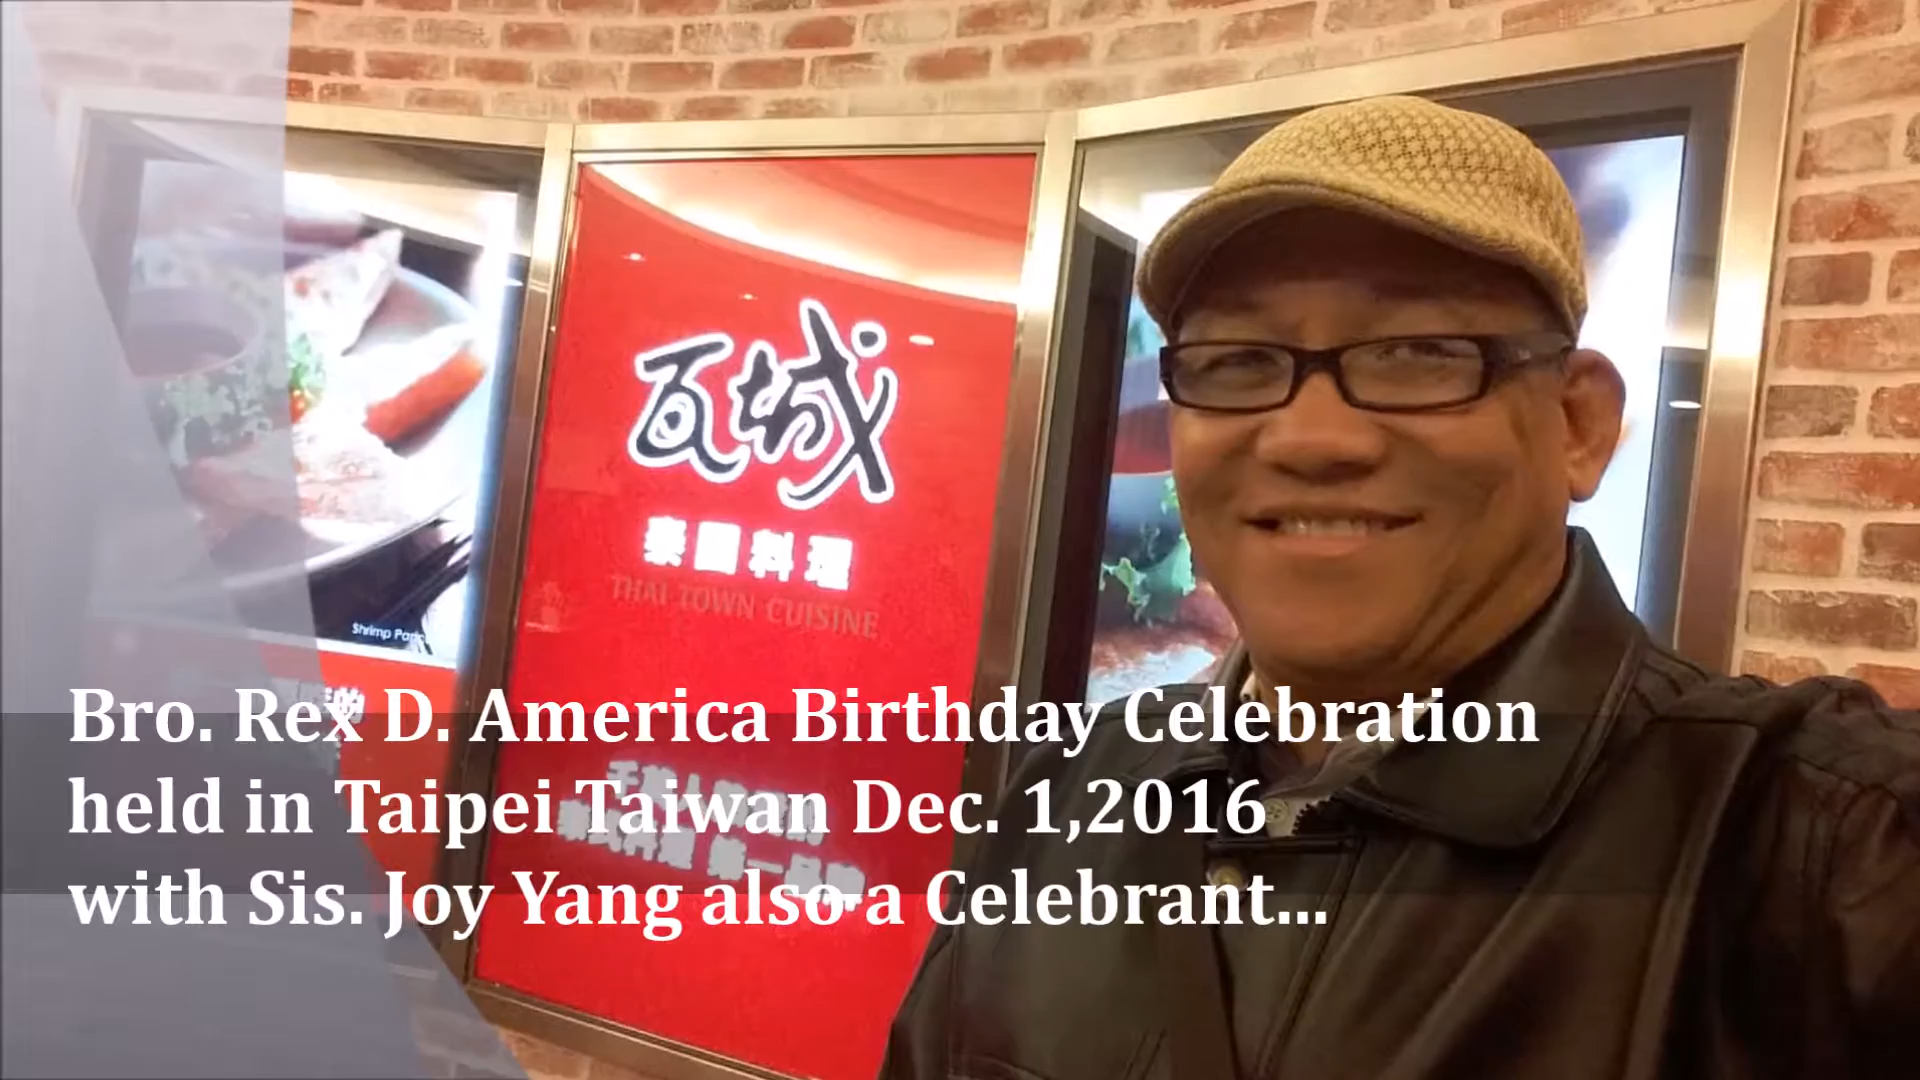 瓦城
泰國料理
THAI TOWN CUISINE
Shrimp
Bro. Rex D. America Birthday Celebration
held in Taipei Taiwan Dec. 1,2016
with Sis. Joy Yang also a Celebrant...